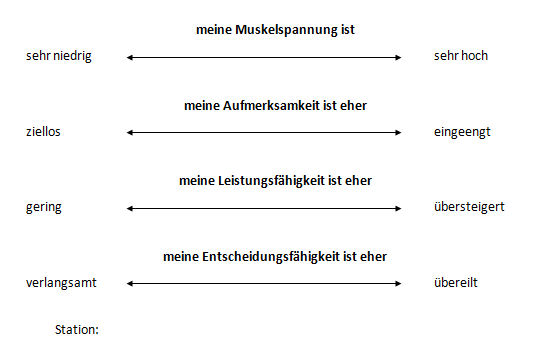 meine Muskelspannung ist
sehr niedrig sehr hoch
meine Aufmerksamkeit ist eher
ziellos eingeengt
meine Leistungsfähigkeit ist eher
gering übersteigert
meine Entscheidungsfähigkeit ist eher
verlangsamt übereilt
Station: